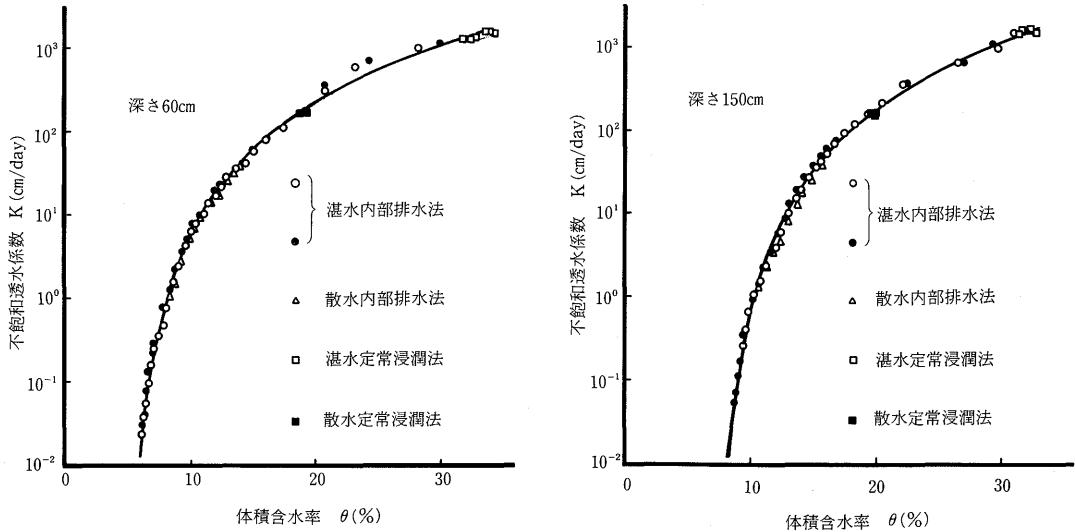 10³
深さ60cm
10²
不飽和透水係数 K (cm/day)
湛水内部排水法
10¹
散水内部排水法
10⁰
湛水定常浸潤法
10⁻¹
散水定常浸潤法
10⁻²
0 10 20 30
体積含水率 θ(%)
10³
深さ150cm
10²
不飽和透水係数 K (cm/day)
湛水内部排水法
10¹
散水内部排水法
10⁰
湛水定常浸潤法
10⁻¹
散水定常浸潤法
10⁻²
0 10 20 30
体積含水率 θ(%)